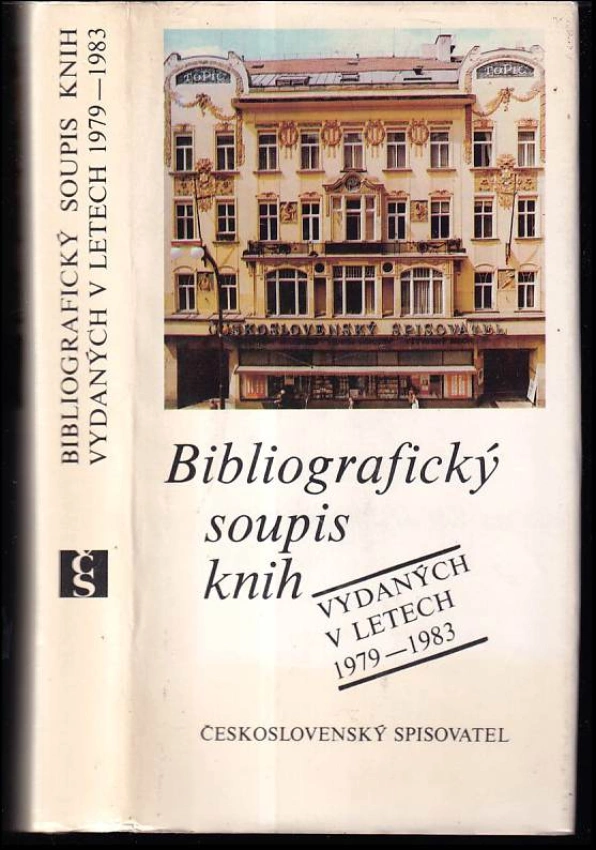 BIBLIOGRAFICKÝ SOUPIS KNIH
VYDANÝCH V LETECH 1979—1983
ČS
TOPIČ
TOPIČ
ČESKOSLOVENSKÝ SPISOVATEL
Bibliografický
soupis
knih
VYDANÝCH
V LETECH
1979—1983
ČESKOSLOVENSKÝ SPISOVATEL